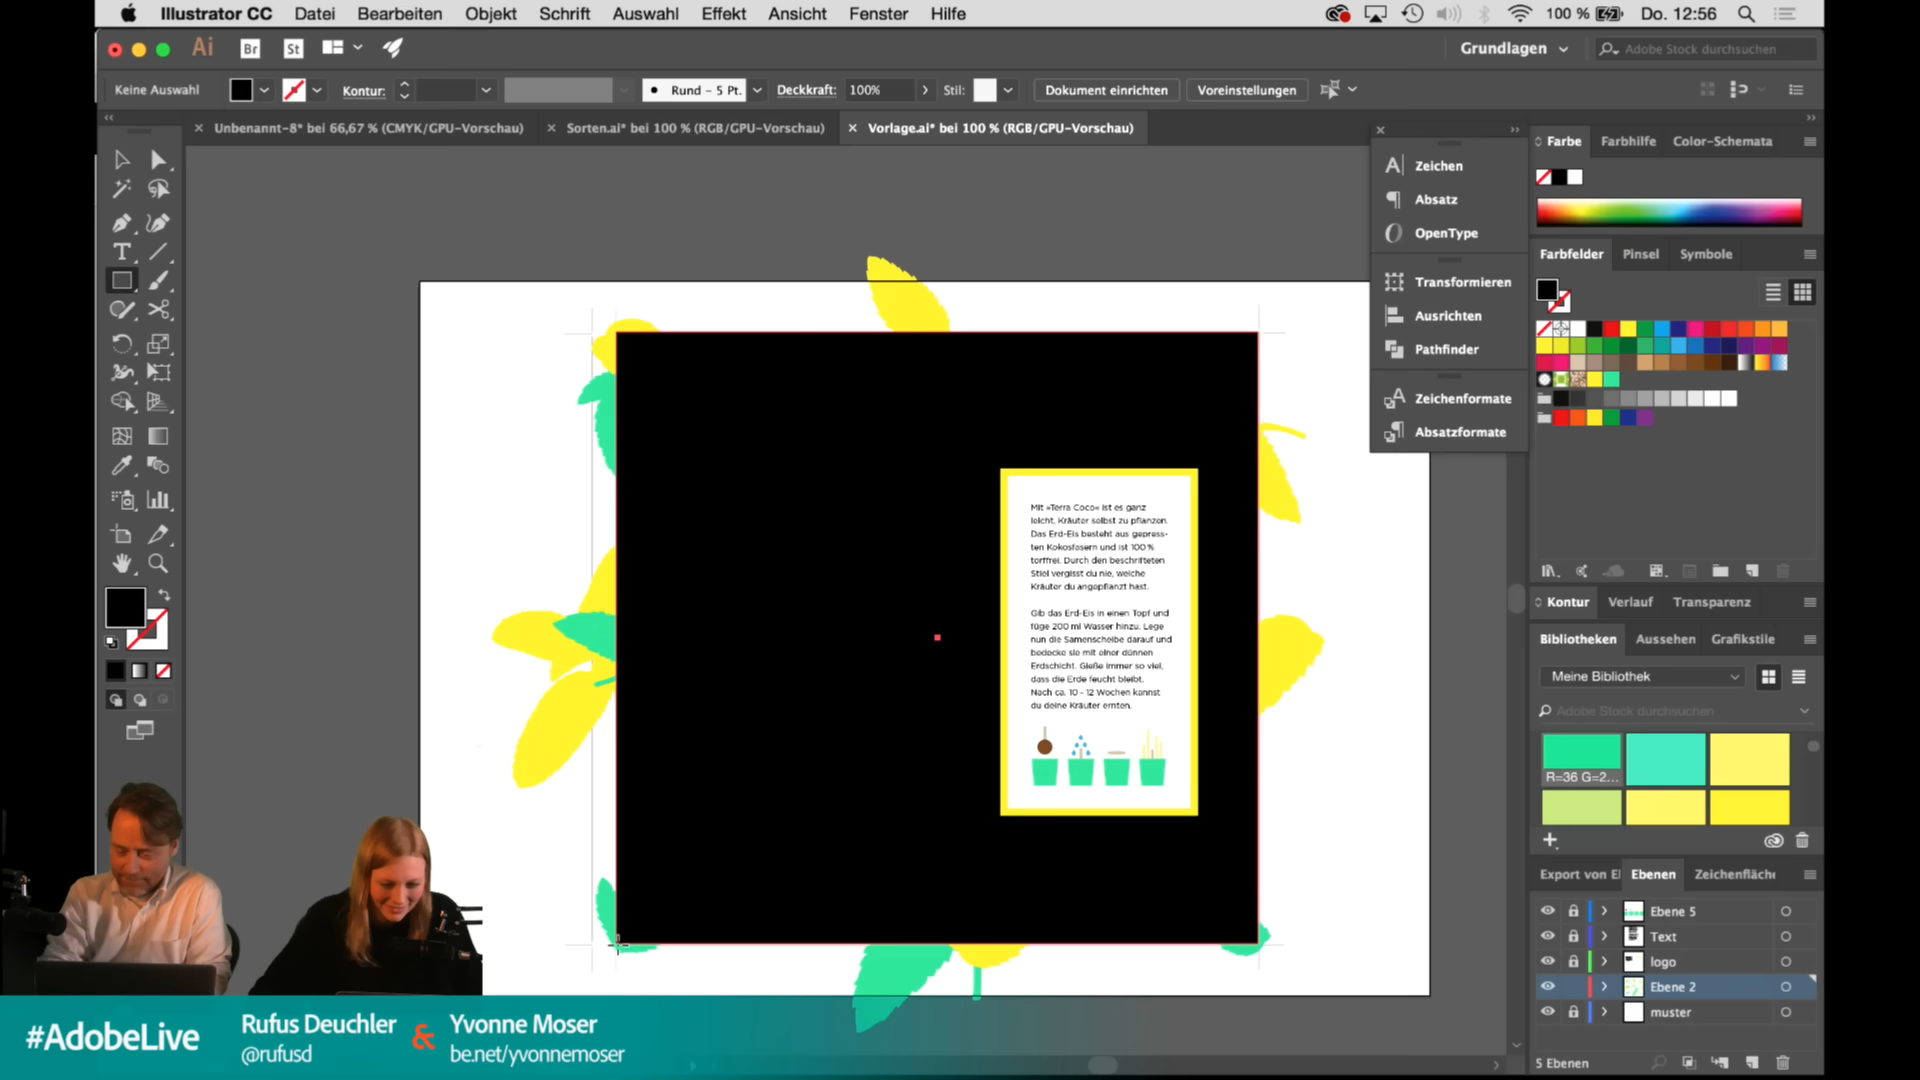 Illustrator CC Datei Bearbeiten Objekt Schrift Auswahl Effekt Ansicht Fenster Hilfe 100 % Do. 12:56
Ai Br St Grundlagen Adobe Stock durchsuchen
Keine Auswahl Kontur: Rund - 5 Pt. Deckkraft: 100% Stil: Dokument einrichten Voreinstellungen
Unbenannt-8* bei 66,67 % (CMYK/GPU-Vorschau) Sorten.ai* bei 100 % (RGB/GPU-Vorschau) Vorlage.ai* bei 100 % (RGB/GPU-Vorschau)
Zeichen
Absatz
OpenType
Transformieren
Ausrichten
Pathfinder
Zeichenformate
Absatzformate
Farbe Farbhilfe Color-Schemata
Farbfelder Pinsel Symbole
Kontur Verlauf Transparenz
Bibliotheken Aussehen Grafikstile
Meine Bibliothek
Adobe Stock durchsuchen
R=36 G=2...
Export von El Ebenen Zeichenfläche
Ebene 5
Text
logo
Ebene 2
muster
5 Ebenen
Mit »Terra Coco« ist es ganz
leicht, Kräuter selbst zu pflanzen.
Das Erd-Eis besteht aus gepress-
ten Kokosfasern und ist 100 %
torffrei. Durch den beschrifteten
Stiel vergisst du nie, welche
Kräuter du angepflanzt hast.
Gib das Erd-Eis in einen Topf und
füge 200 ml Wasser hinzu. Lege
nun die Samenscheibe darauf und
bedecke sie mit einer dünnen
Erdschicht. Gieße immer so viel,
dass die Erde feucht bleibt.
Nach ca. 10 - 12 Wochen kannst
du deine Kräuter ernten.
#AdobeLive
Rufus Deuchler & Yvonne Moser
@rufusd be.net/yvonnemoser